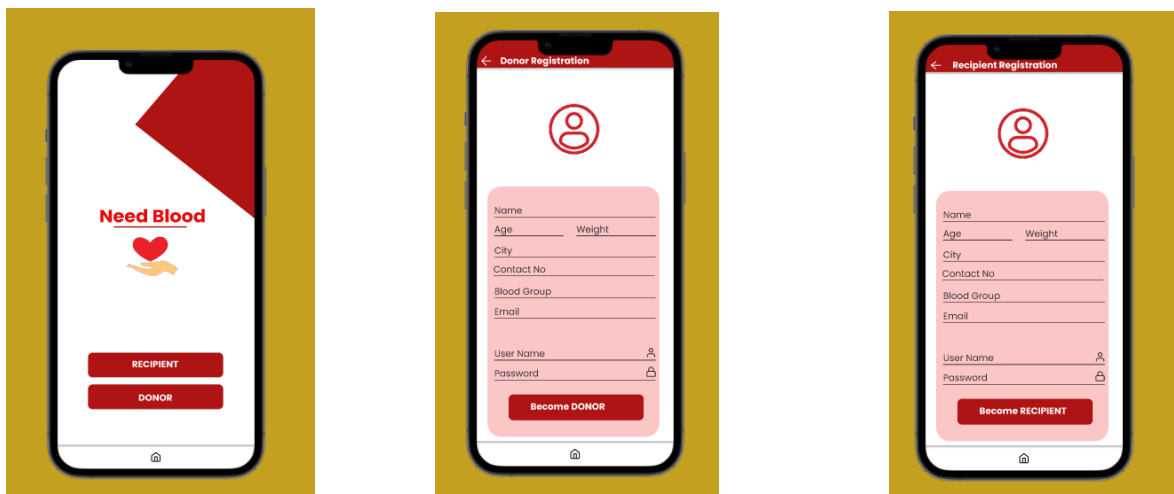 Need Blood
RECIPIENT
DONOR
Donor Registration
Name
Age Weight
City
Contact No
Blood Group
Email
User Name
Password
Become DONOR
Recipient Registration
Name
Age Weight
City
Contact No
Blood Group
Email
User Name
Password
Become RECIPIENT